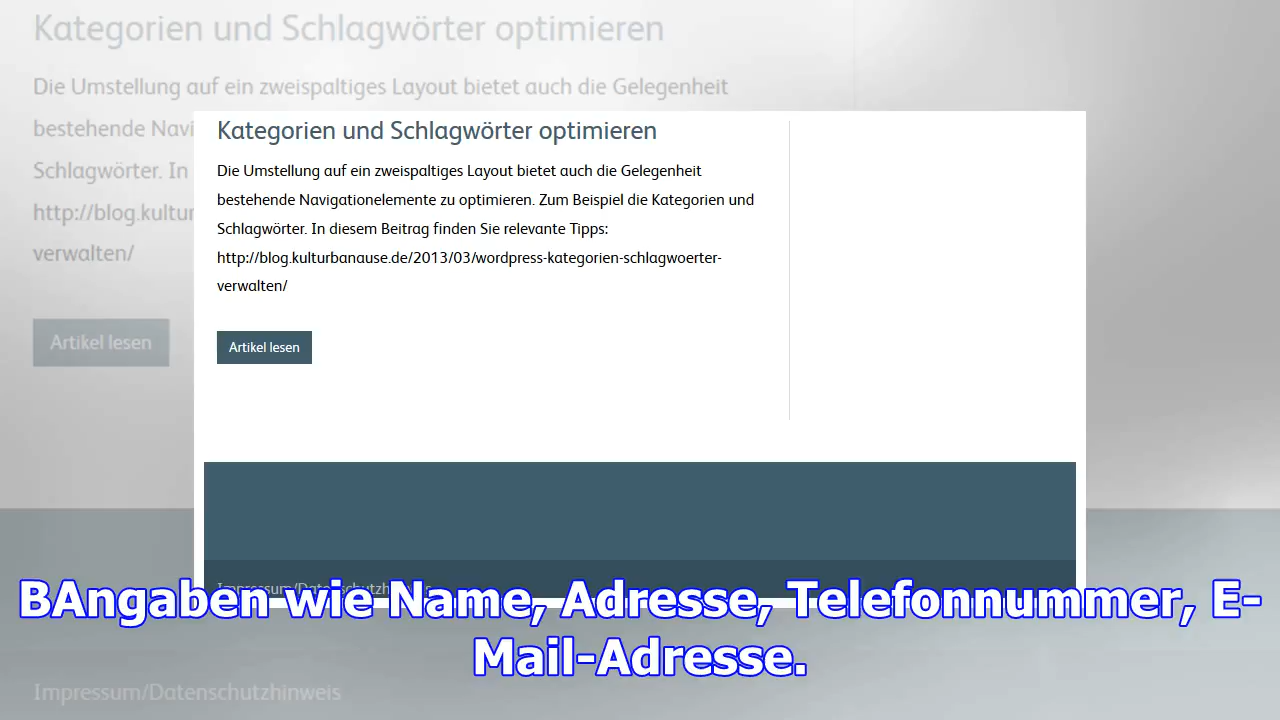 Kategorien und Schlagwörter optimieren
Die Umstellung auf ein zweispaltiges Layout bietet auch die Gelegenheit
bestehende Navi
Schlagwörter. In
http://blog.kultur
verwalten/
Artikel lesen
Kategorien und Schlagwörter optimieren
Die Umstellung auf ein zweispaltiges Layout bietet auch die Gelegenheit
bestehende Navigationelemente zu optimieren. Zum Beispiel die Kategorien und
Schlagwörter. In diesem Beitrag finden Sie relevante Tipps:
http://blog.kulturbanause.de/2013/03/wordpress-kategorien-schlagwoerter-
verwalten/
Artikel lesen
Impressum/Datenschutzhinweis
BAngaben wie Name, Adresse, Telefonnummer, E-
Mail-Adresse.
Impressum/Datenschutzhinweis